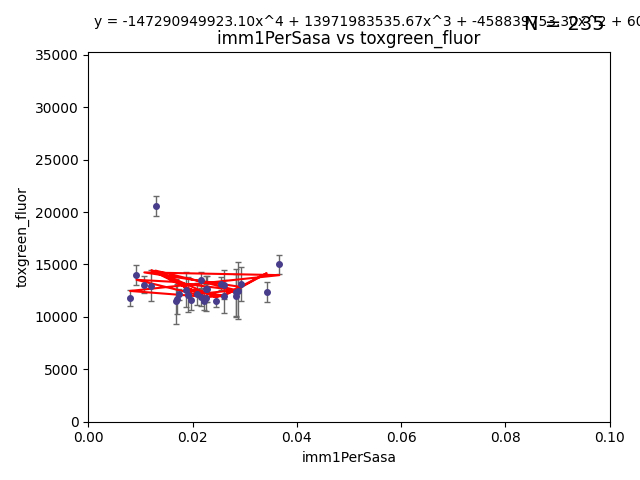 y = -147290949923.10x^4 + 13971983535.67x^3 + -458839753.30x^2 + 60
N = 235
imm1PerSasa vs toxgreen_fluor
35000
30000
25000
20000
15000
10000
5000
0
toxgreen_fluor
0.00 0.02 0.04 0.06 0.08 0.10
imm1PerSasa